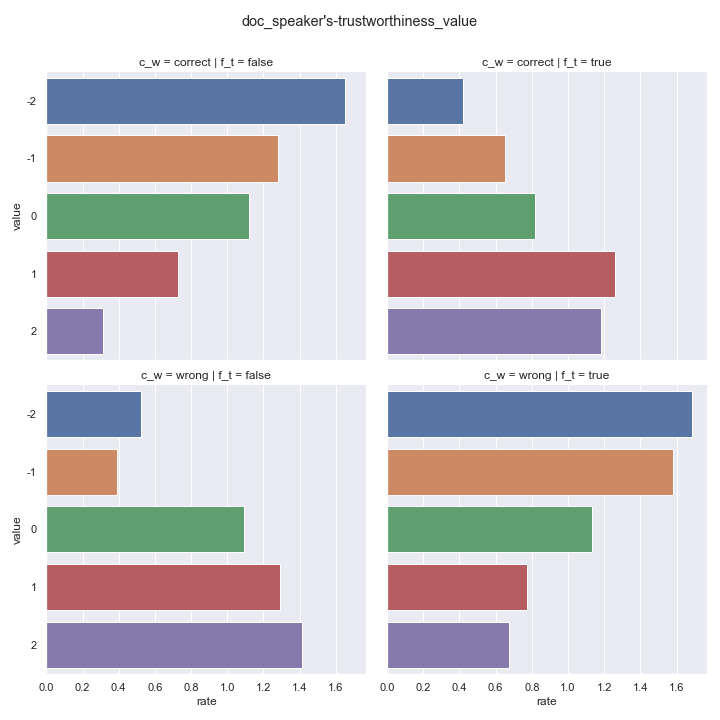 doc_speaker's-trustworthiness_value
c_w = correct | f_t = false
c_w = correct | f_t = true
-2
-1
0
1
2
value
c_w = wrong | f_t = false
c_w = wrong | f_t = true
-2
-1
0
1
2
value
0.0 0.2 0.4 0.6 0.8 1.0 1.2 1.4 1.6
0.0 0.2 0.4 0.6 0.8 1.0 1.2 1.4 1.6
rate
rate